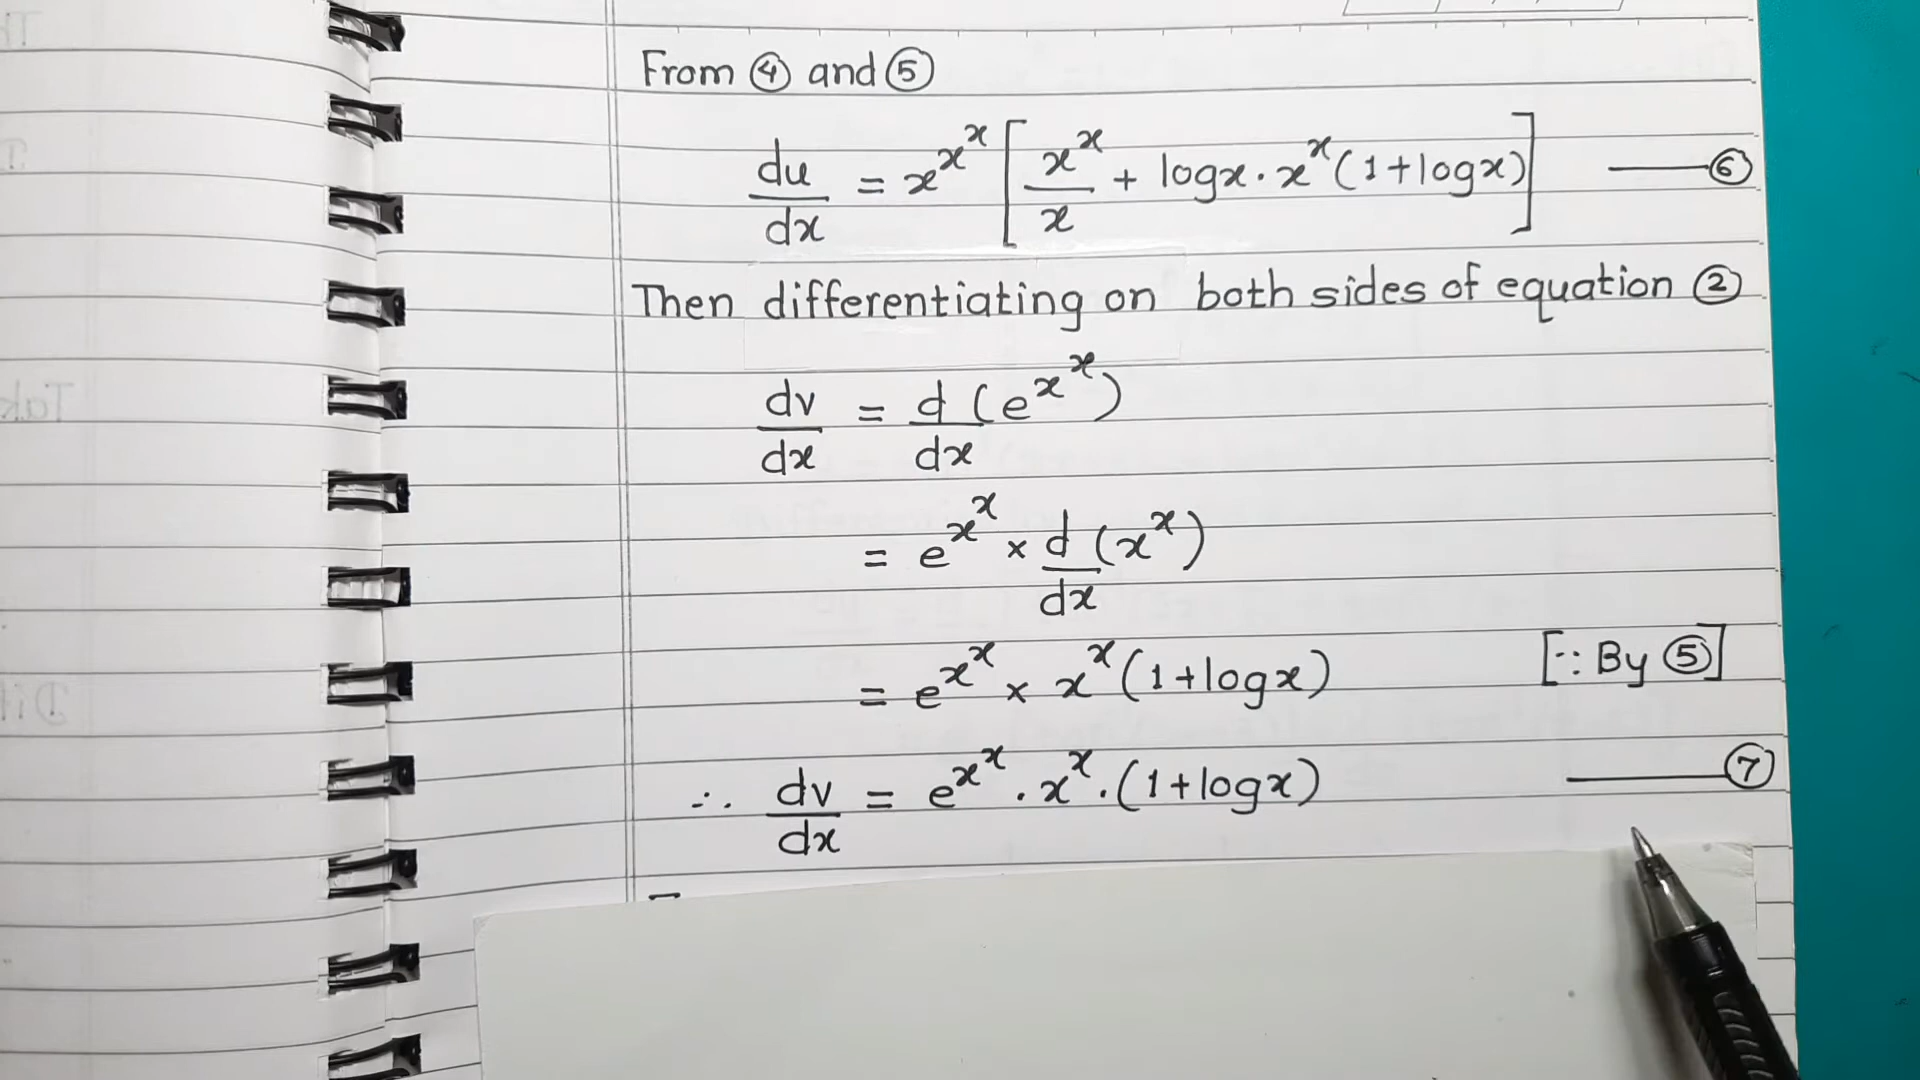 From ④ and ⑤
du/dx = x^x^x [ x^x/x + logx · x^x (1+logx) ] —— ⑥
Then differentiating on both sides of equation ②
dv/dx = d/dx (e^x^x)
= e^x^x × d/dx (x^x)
= e^x^x × x^x (1+logx) [∵ By ⑤]
∴ dv/dx = e^x^x · x^x · (1+logx) —— ⑦